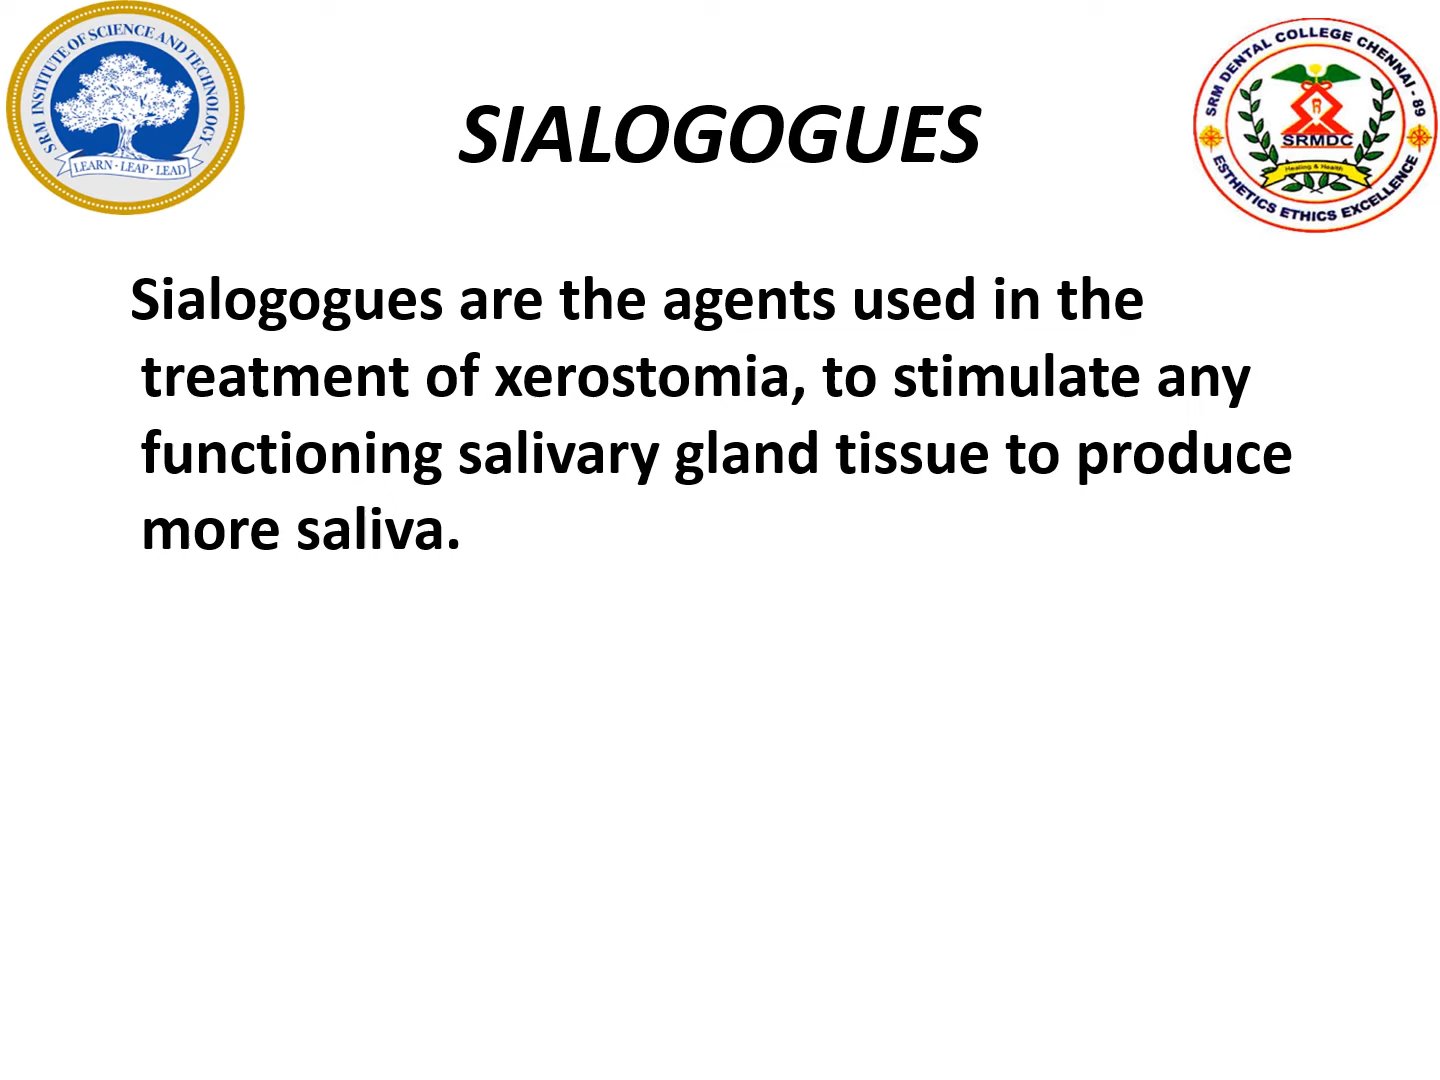 SRM INSTITUTE OF SCIENCE AND TECHNOLOGY
LEARN · LEAP · LEAD
SIALOGOGUES
SRM DENTAL COLLEGE CHENNAI - 89
SRMDC
Healing & Health
ESTHETICS ETHICS EXCELLENCE
Sialogogues are the agents used in the
treatment of xerostomia, to stimulate any
functioning salivary gland tissue to produce
more saliva.